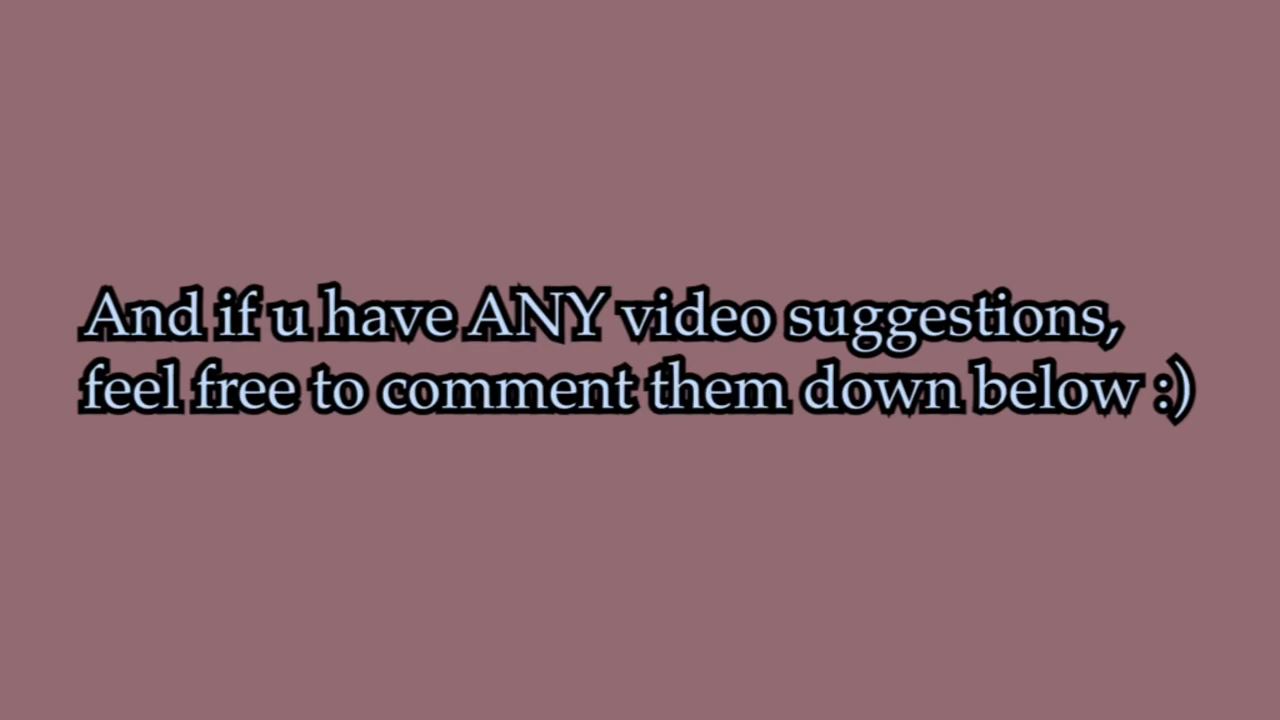 And if u have ANY video suggestions,
feel free to comment them down below :)